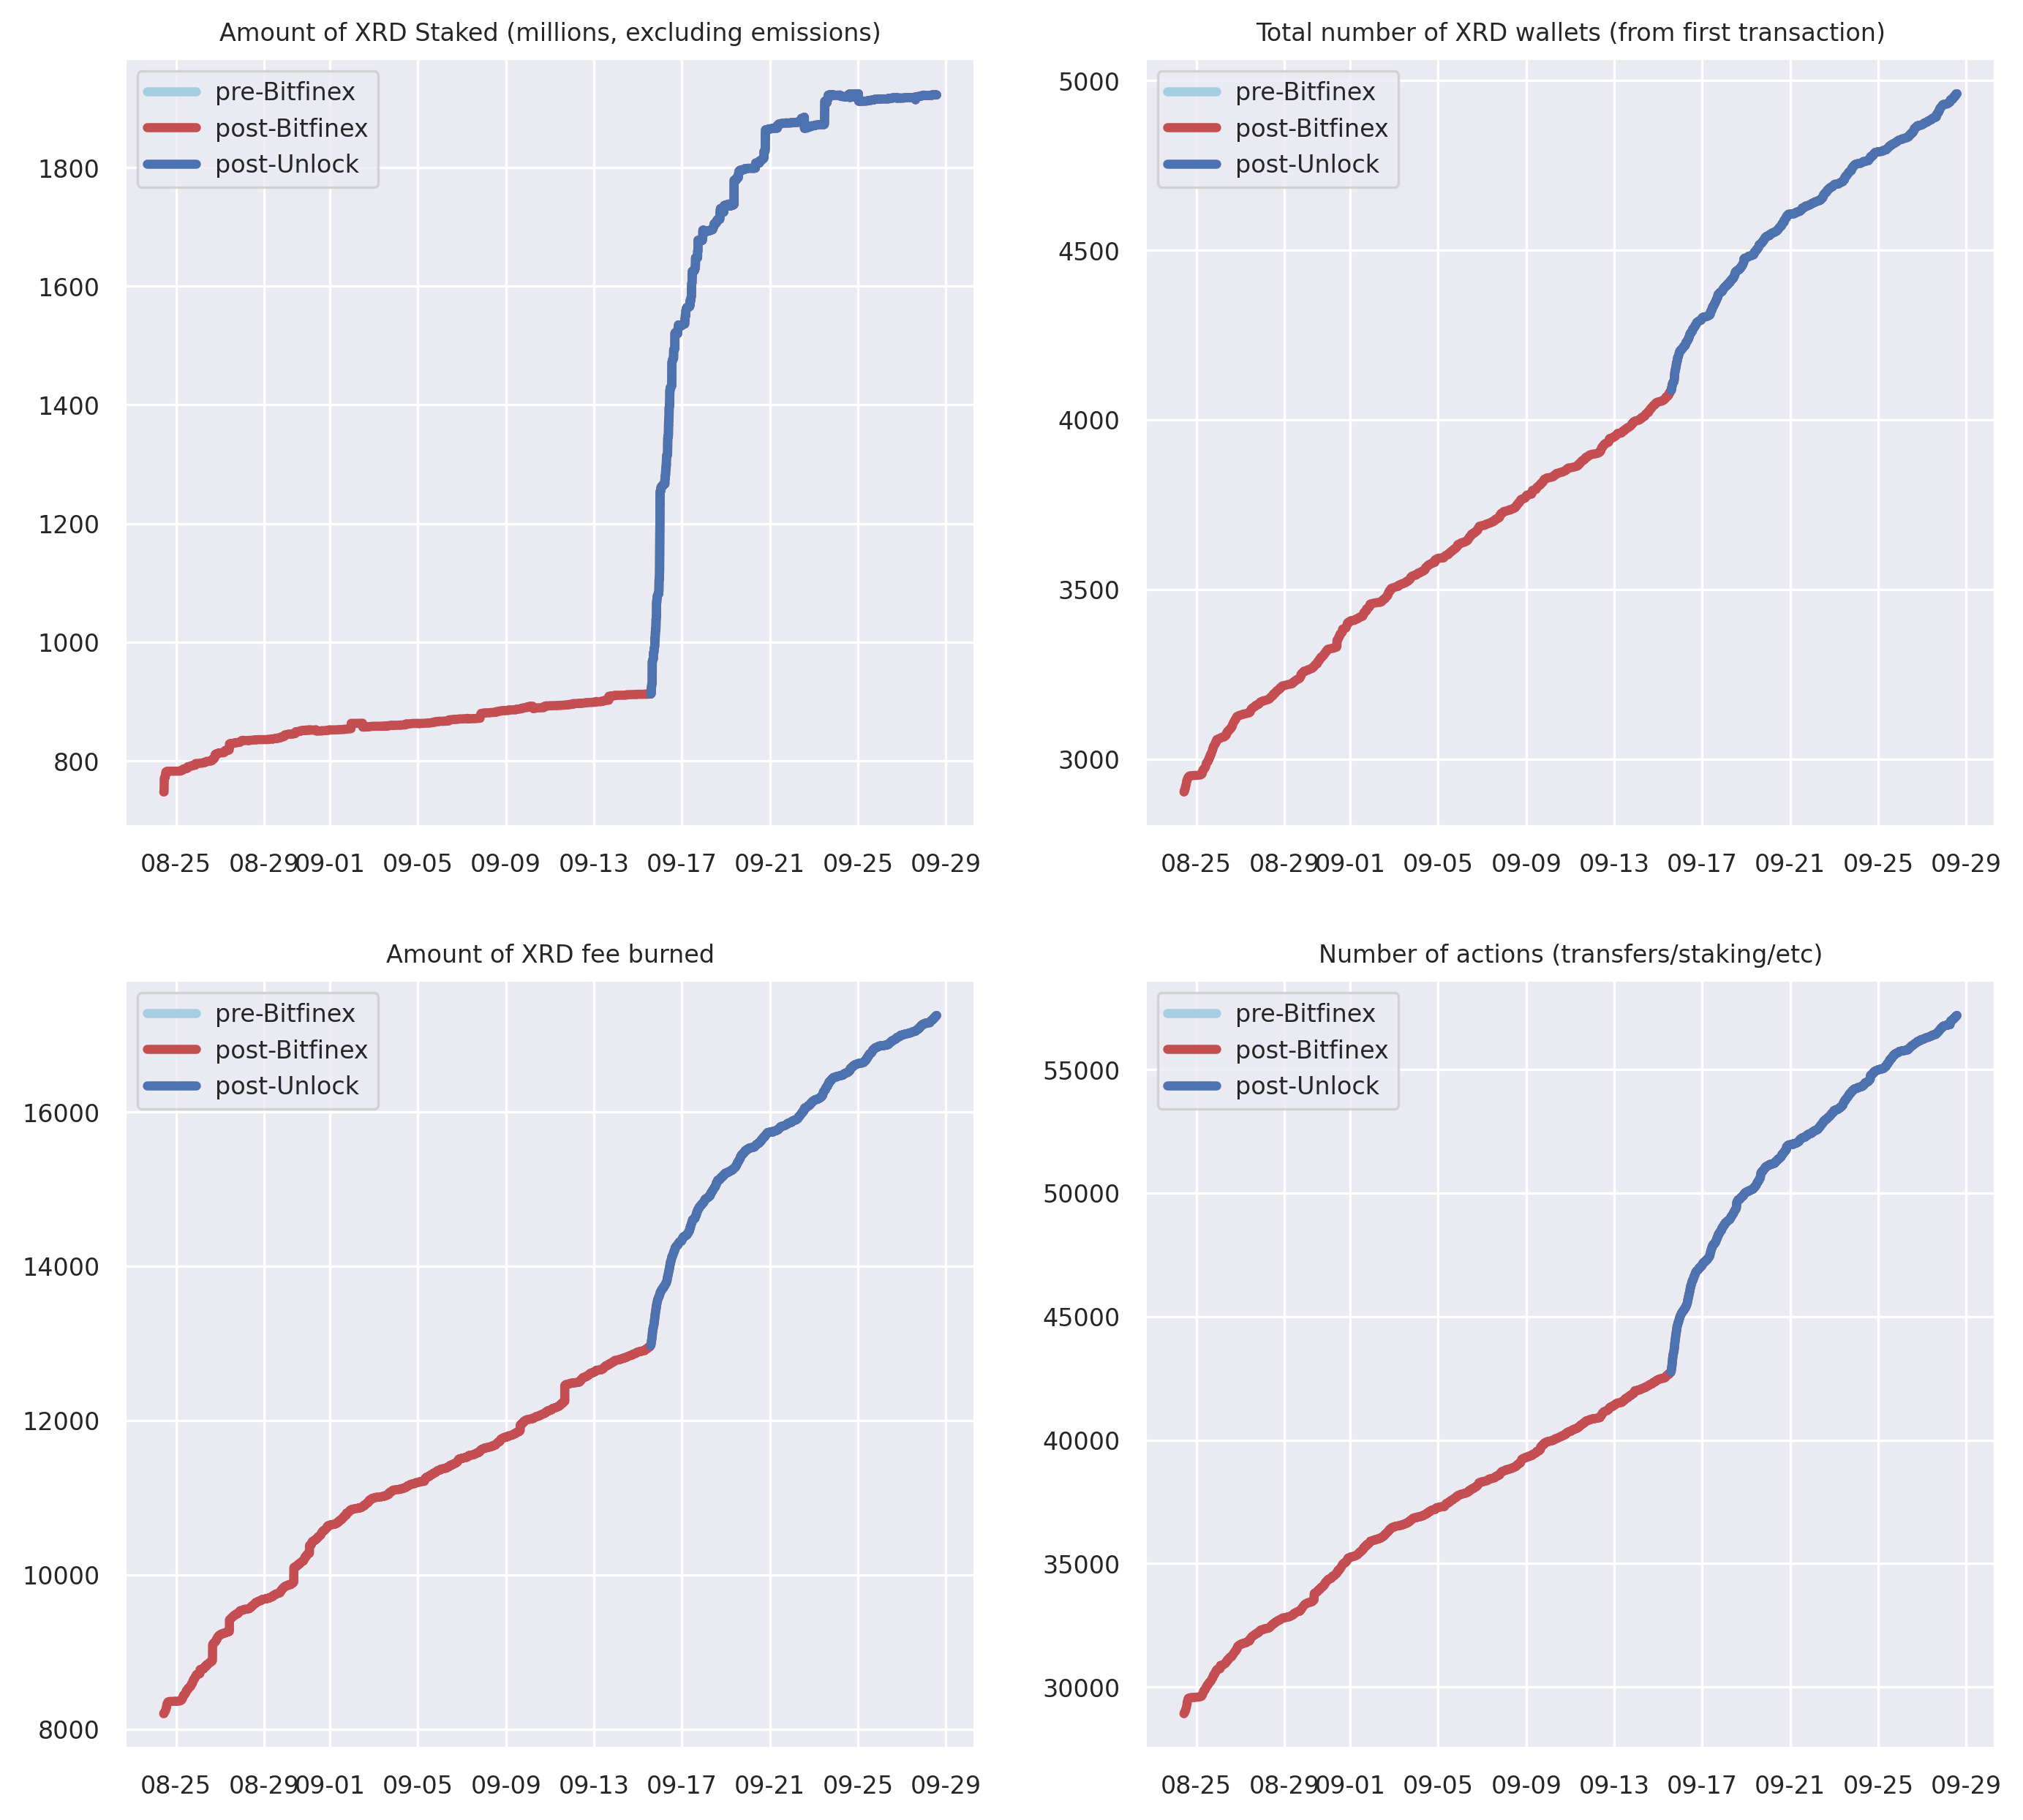 Amount of XRD Staked (millions, excluding emissions)
pre-Bitfinex
post-Bitfinex
post-Unlock
1800
1600
1400
1200
1000
800
08-25 08-29 09-01 09-05 09-09 09-13 09-17 09-21 09-25 09-29
Total number of XRD wallets (from first transaction)
pre-Bitfinex
post-Bitfinex
post-Unlock
5000
4500
4000
3500
3000
08-25 08-29 09-01 09-05 09-09 09-13 09-17 09-21 09-25 09-29
Amount of XRD fee burned
pre-Bitfinex
post-Bitfinex
post-Unlock
16000
14000
12000
10000
8000
08-25 08-29 09-01 09-05 09-09 09-13 09-17 09-21 09-25 09-29
Number of actions (transfers/staking/etc)
pre-Bitfinex
post-Bitfinex
post-Unlock
55000
50000
45000
40000
35000
30000
08-25 08-29 09-01 09-05 09-09 09-13 09-17 09-21 09-25 09-29